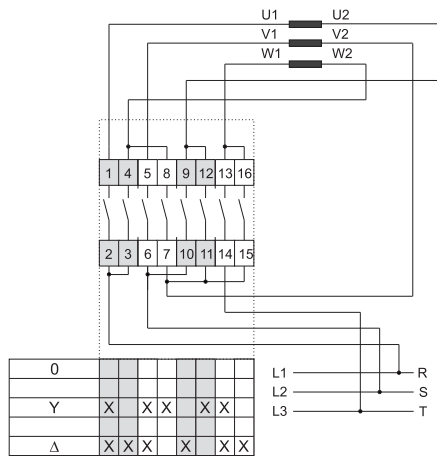 U1 U2
V1 V2
W1 W2
1 4 5 8 9 12 13 16
2 3 6 7 10 11 14 15
0
L1 R
L2 S
Y X X X X X
L3 T
Δ X X X X X X